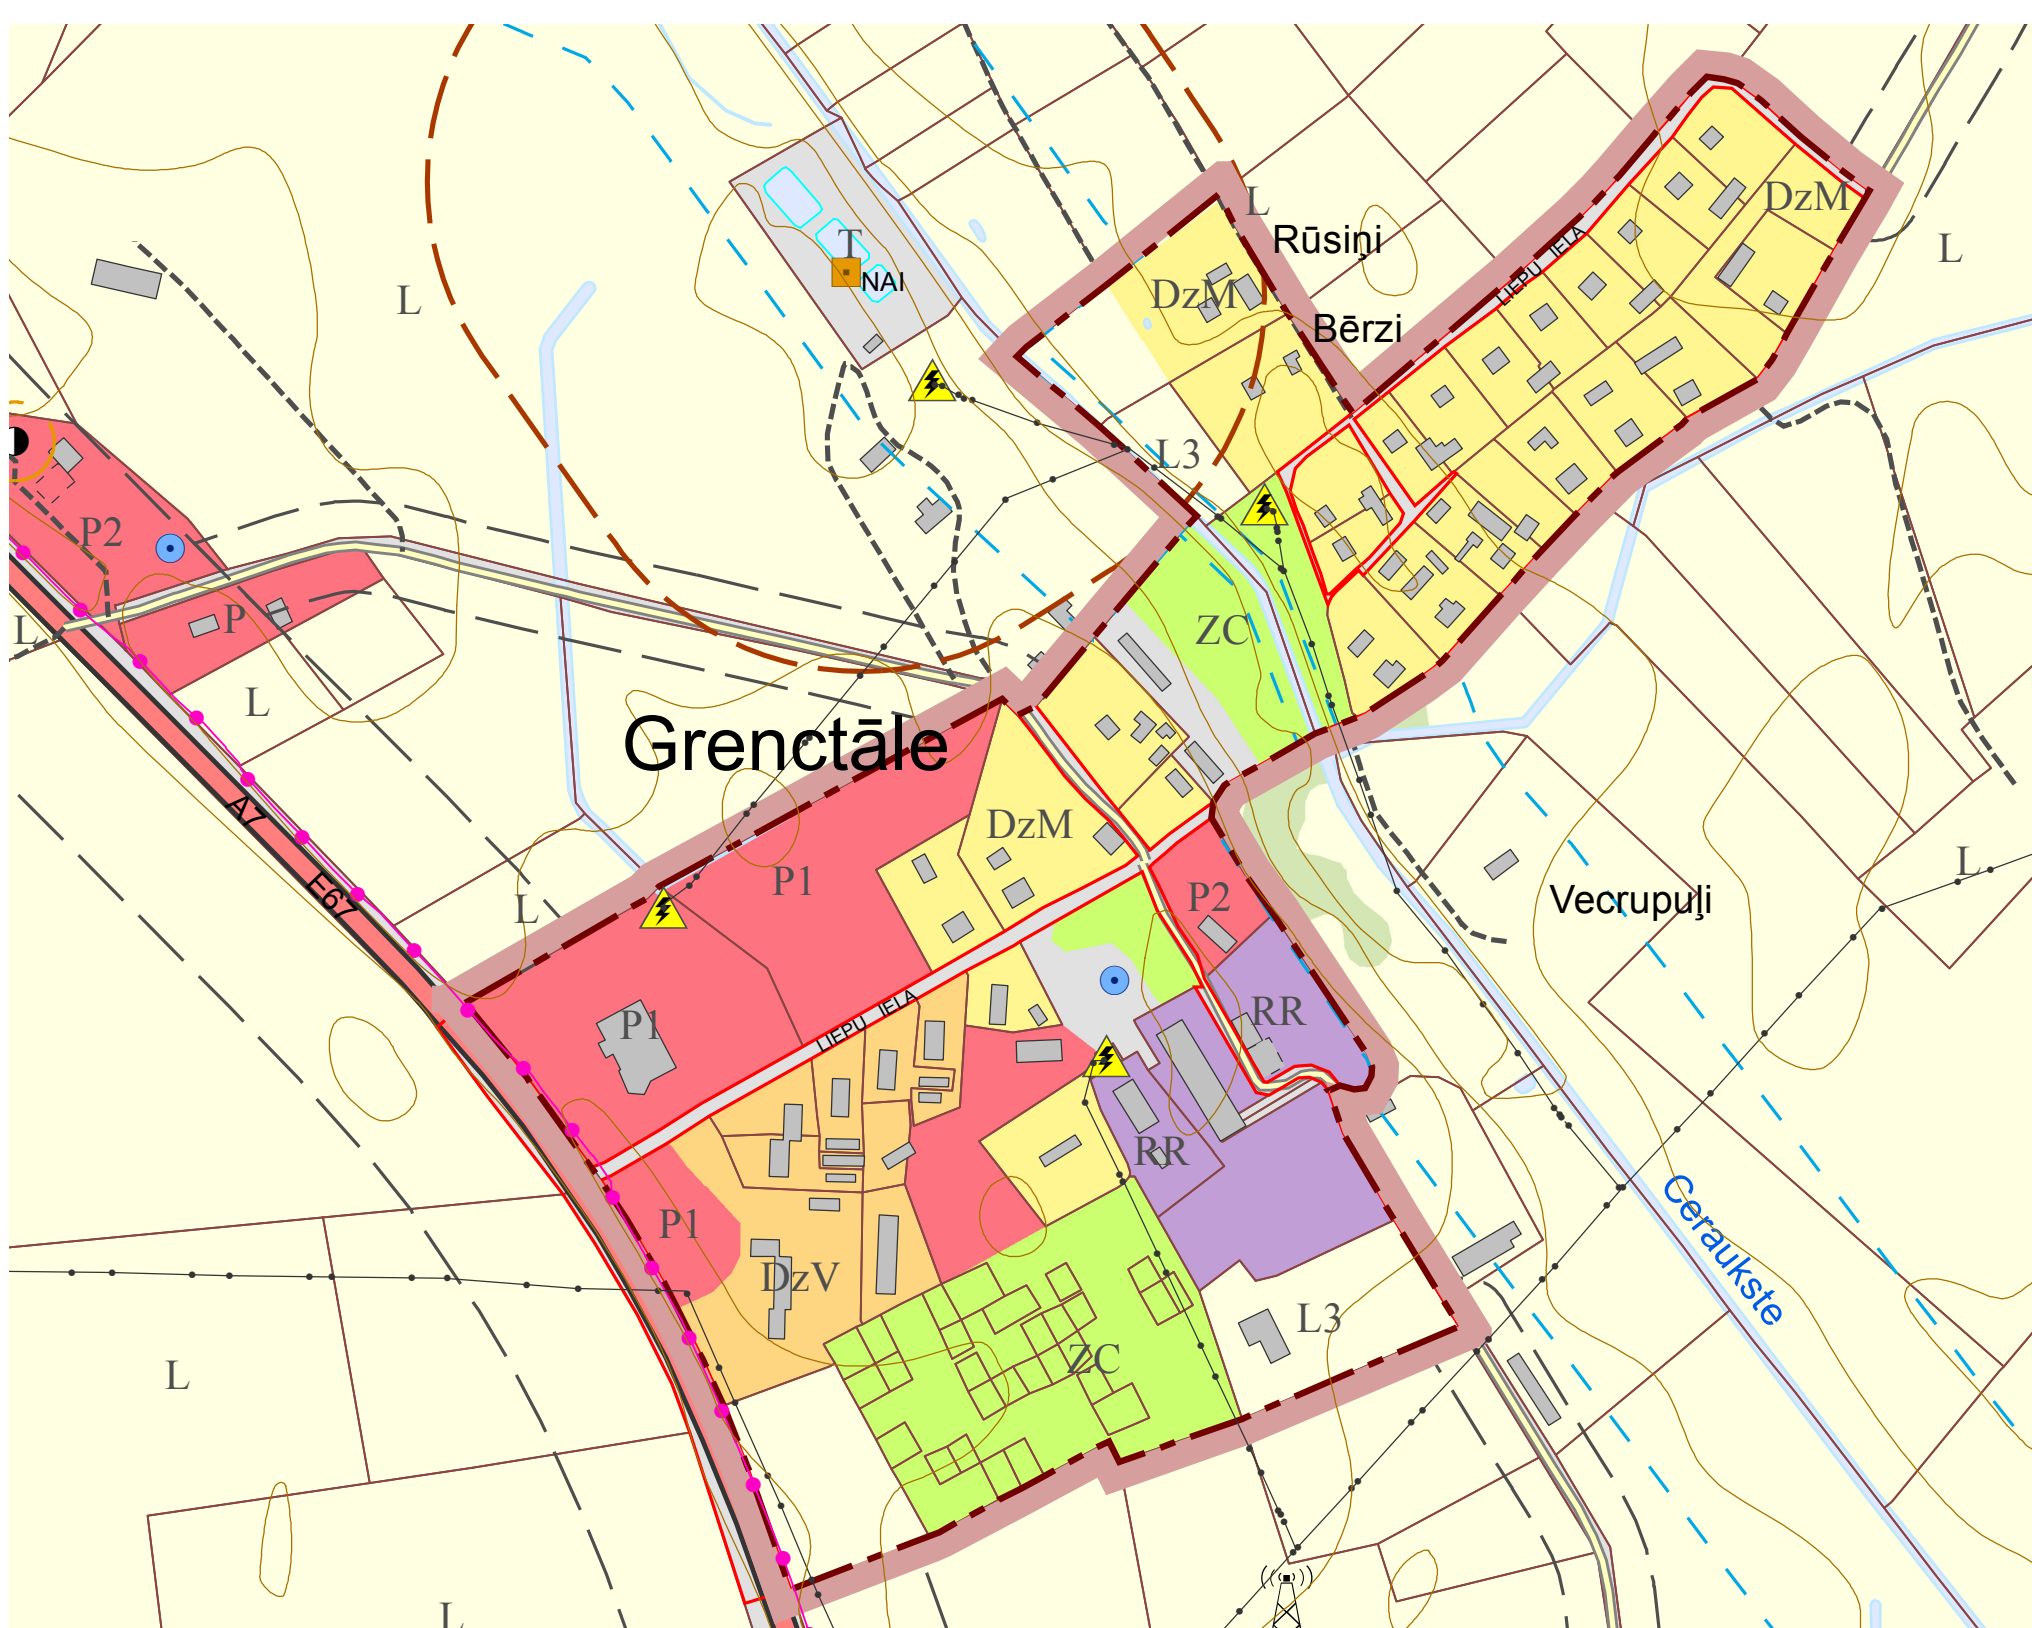 L
DzM
Rūsiņi
L
T
NAI
DzM
L
LIEPU IELA
Bērzi
L3
P2
P
L
ZC
L
Grenctāle
A7
DzM
P1
E67
L
P2
L
Vecrupuļi
P1
LIEPU IELA
RR
RR
P1
Ceraukste
DzV
L3
ZC
L
L